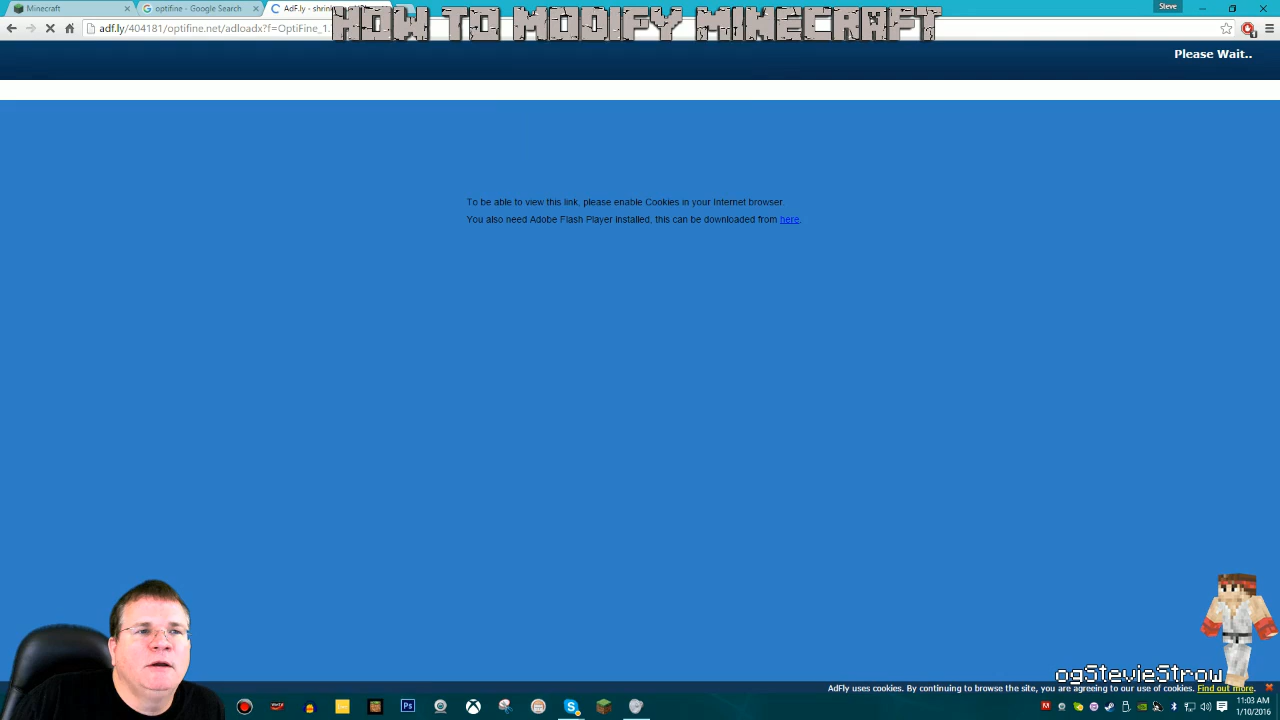 Minecraft
optifine - Google Search
AdF.ly - shrin
Steve
HOW TO MODIFY MINECRAFT
adf.ly/404181/optifine.net/adloadx?f=OptiFine_1.
Please Wait..
To be able to view this link, please enable Cookies in your Internet browser.
You also need Adobe Flash Player installed, this can be downloaded from here.
ogStevieStrow
AdFly uses cookies. By continuing to browse the site, you are agreeing to our use of cookies. Find out more.
11:03 AM
1/10/2016